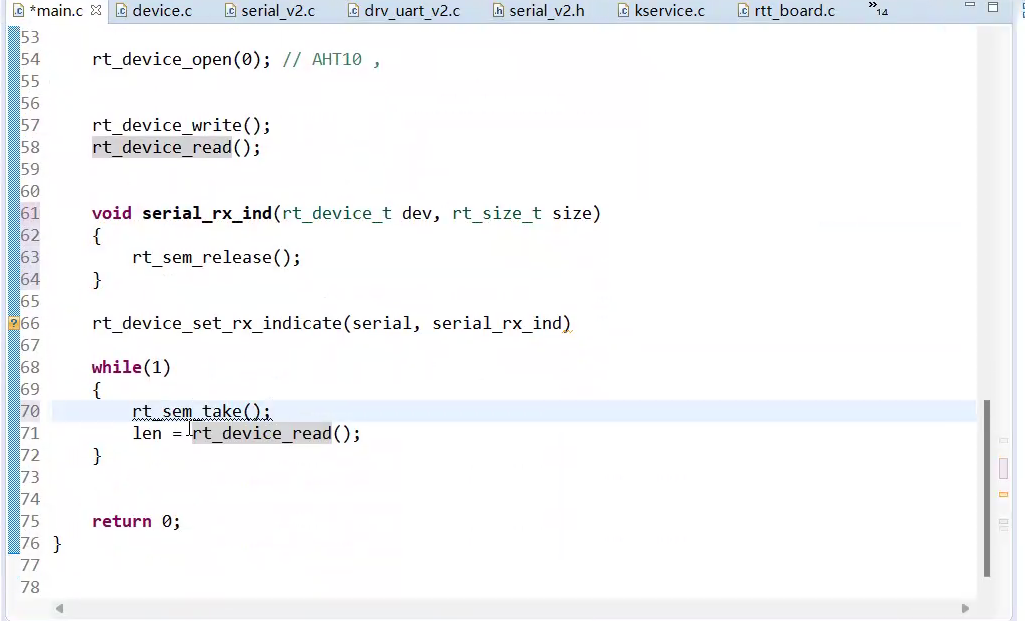 *main.c device.c serial_v2.c drv_uart_v2.c serial_v2.h kservice.c rtt_board.c »14
53
54 rt_device_open(0); // AHT10 ,
55
56
57 rt_device_write();
58 rt_device_read();
59
60
61 void serial_rx_ind(rt_device_t dev, rt_size_t size)
62 {
63 rt_sem_release();
64 }
65
66 rt_device_set_rx_indicate(serial, serial_rx_ind)
67
68 while(1)
69 {
70 rt_sem_take();
71 len = rt_device_read();
72 }
73
74
75 return 0;
76 }
77
78